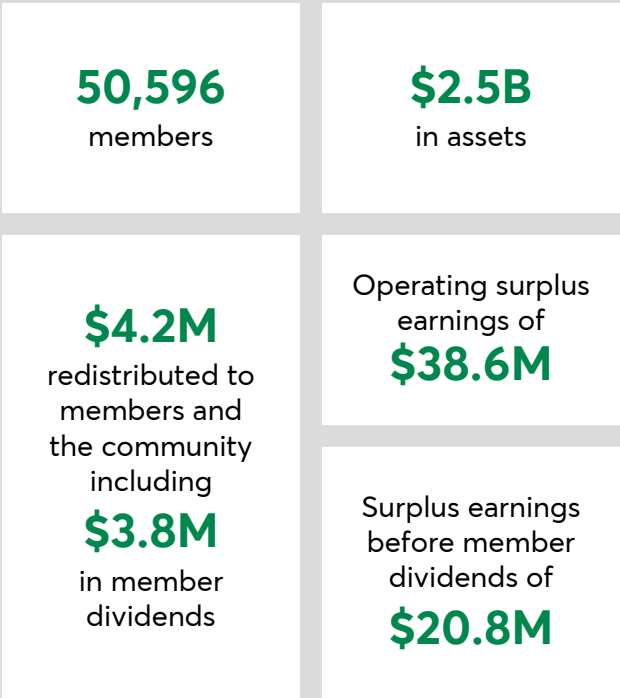 50,596
members
$2.5B
in assets
$4.2M
redistributed to
members and
the community
including
$3.8M
in member
dividends
Operating surplus
earnings of
$38.6M
Surplus earnings
before member
dividends of
$20.8M